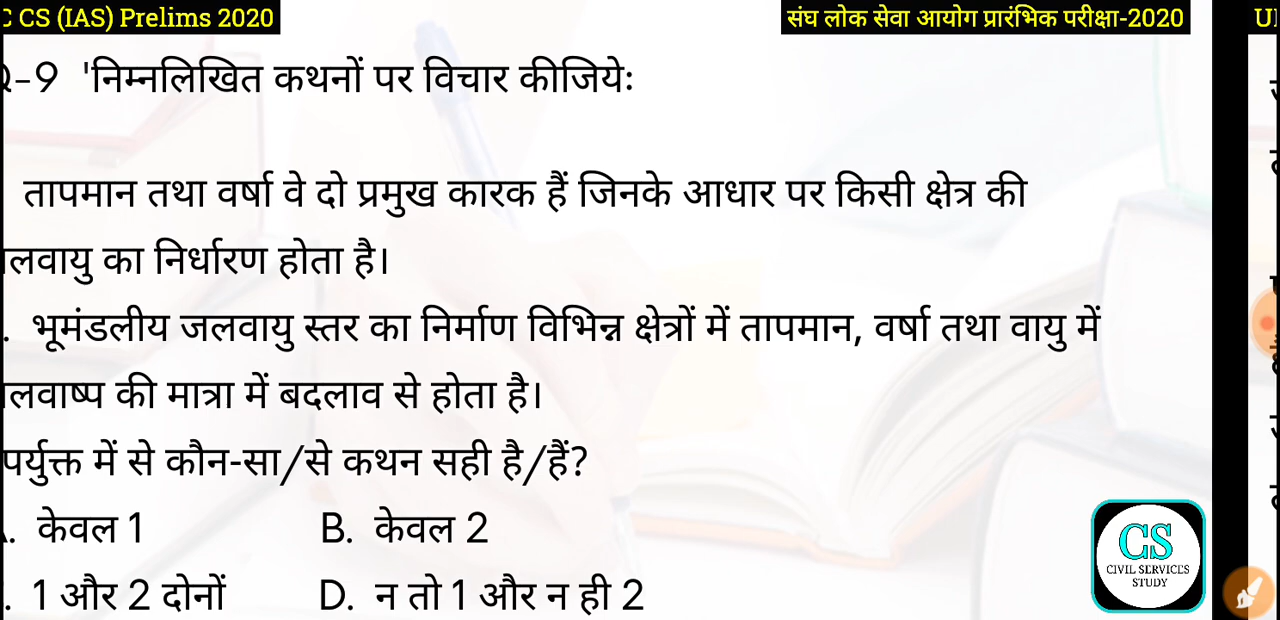 CS (IAS) Prelims 2020
संघ लोक सेवा आयोग प्रारंभिक परीक्षा-2020
-9 'निम्नलिखित कथनों पर विचार कीजिये:
तापमान तथा वर्षा वे दो प्रमुख कारक हैं जिनके आधार पर किसी क्षेत्र की
लवायु का निर्धारण होता है।
. भूमंडलीय जलवायु स्तर का निर्माण विभिन्न क्षेत्रों में तापमान, वर्षा तथा वायु में
लवाष्प की मात्रा में बदलाव से होता है।
पर्युक्त में से कौन-सा/से कथन सही है/हैं?
. केवल 1 B. केवल 2
. 1 और 2 दोनों D. न तो 1 और न ही 2
CS
CIVIL SERVICES
STUDY